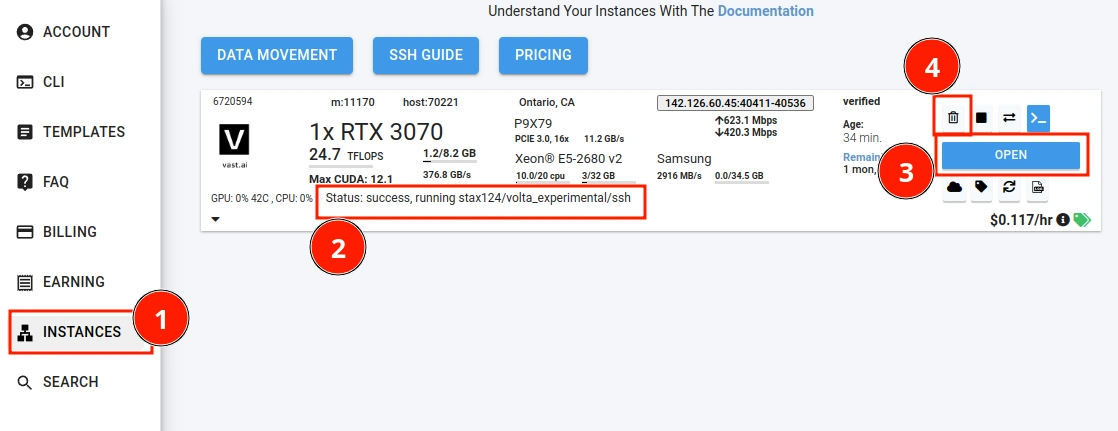 Understand Your Instances With The Documentation
ACCOUNT
CLI
TEMPLATES
FAQ
BILLING
EARNING
INSTANCES
SEARCH
1
DATA MOVEMENT
SSH GUIDE
PRICING
6720594
m:11170
host:70221
Ontario, CA
142.126.60.45:40411-40536
verified
4
V
vast.ai
1x RTX 3070
24.7 TFLOPS
1.2/8.2 GB
376.8 GB/s
Max CUDA: 12.1
P9X79
PCIE 3.0, 16x 11.2 GB/s
Xeon® E5-2680 v2
10.0/20 cpu 3/32 GB
↑623.1 Mbps
↓420.3 Mbps
Samsung
2916 MB/s 0.0/34.5 GB
Age:
34 min.
Remain
1 mon,
3
OPEN
GPU: 0% 42C , CPU: 0%
Status: success, running stax124/volta_experimental/ssh
2
$0.117/hr